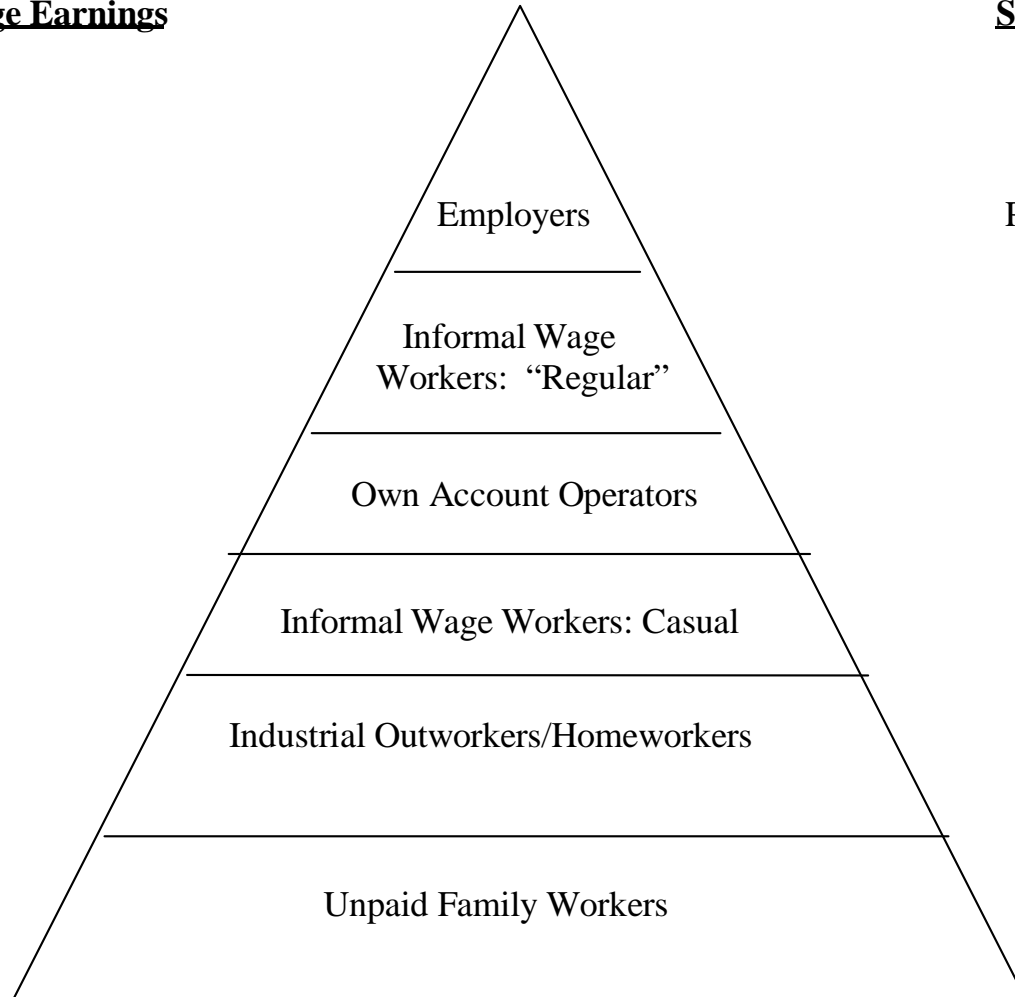 Earnings
Employers
Informal Wage
Workers: “Regular”
Own Account Operators
Informal Wage Workers: Casual
Industrial Outworkers/Homeworkers
Unpaid Family Workers